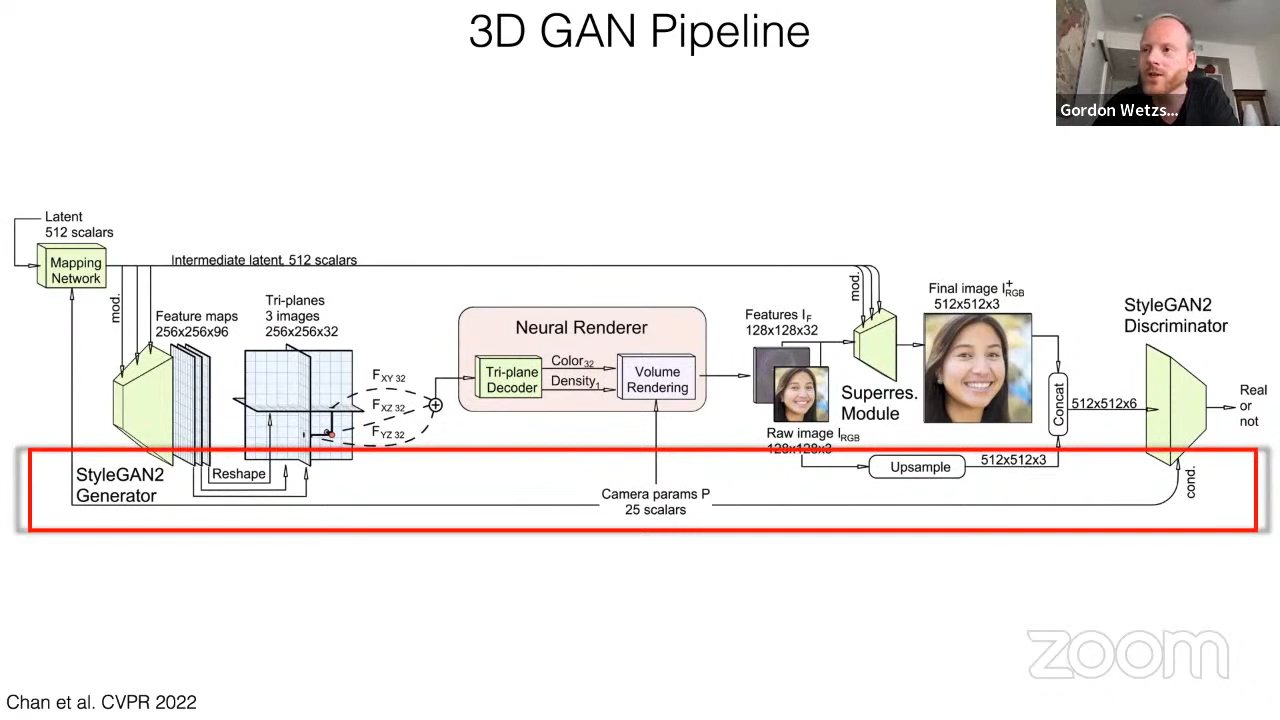 3D GAN Pipeline
Gordon Wetzs...
Latent
512 scalars
Mapping
Network
Intermediate latent, 512 scalars
mod.
Feature maps
256x256x96
Tri-planes
3 images
256x256x32
F_XY 32
F_XZ 32
F_YZ 32
Neural Renderer
Tri-plane
Decoder
Color_32
Density_1
Volume
Rendering
Features I_F
128x128x32
mod.
Superres.
Module
Final image I^+_RGB
512x512x3
StyleGAN2
Discriminator
Concat
512x512x6
Real
or
not
Raw image I_RGB
128x128x3
Upsample
512x512x3
StyleGAN2
Generator
Reshape
Camera params P
25 scalars
cond.
zoom
Chan et al. CVPR 2022